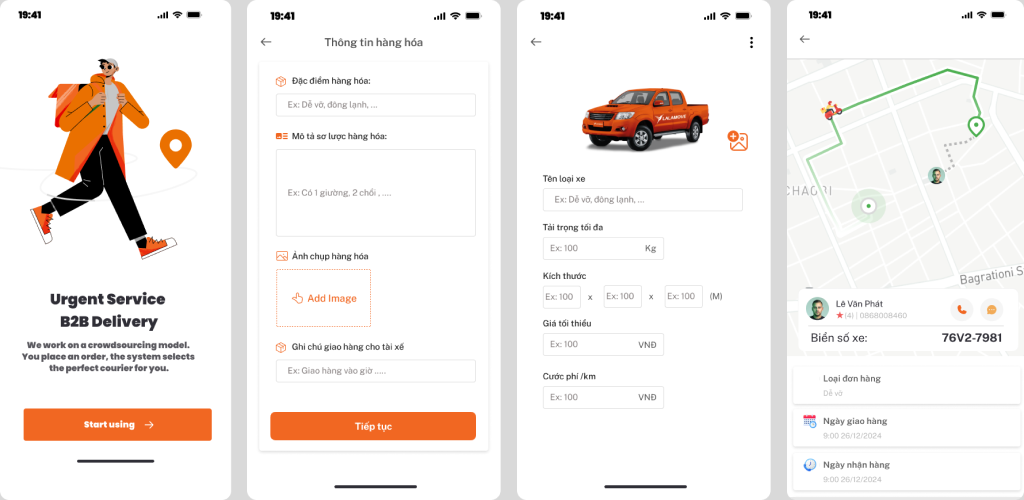 19:41
Urgent Service
B2B Delivery
We work on a crowdsourcing model.
You place an order, the system selects
the perfect courier for you.
Start using
19:41
Thông tin hàng hóa
Đặc điểm hàng hóa:
Ex: Dễ vỡ, đông lạnh, ...
Mô tả sơ lược hàng hóa:
Ex: Có 1 giường, 2 chổi , ....
Ảnh chụp hàng hóa
Add Image
Ghi chú giao hàng cho tài xế
Ex: Giao hàng vào giờ .....
Tiếp tục
19:41
LALAMOVE
Tên loại xe
Ex: Dễ vỡ, đông lạnh, ...
Tải trọng tối đa
Ex: 100 Kg
Kích thước
Ex: 100 x Ex: 100 x Ex: 100 (M)
Giá tối thiểu
Ex: 100 VNĐ
Cước phí /km
Ex: 100 VNĐ
19:41
Bagrationi S
Lê Văn Phát
(4) | 0868008460
Biển số xe: 76V2-7981
Loại đơn hàng
Dễ vỡ
Ngày giao hàng
9:00 26/12/2024
Ngày nhận hàng
9:00 26/12/2024